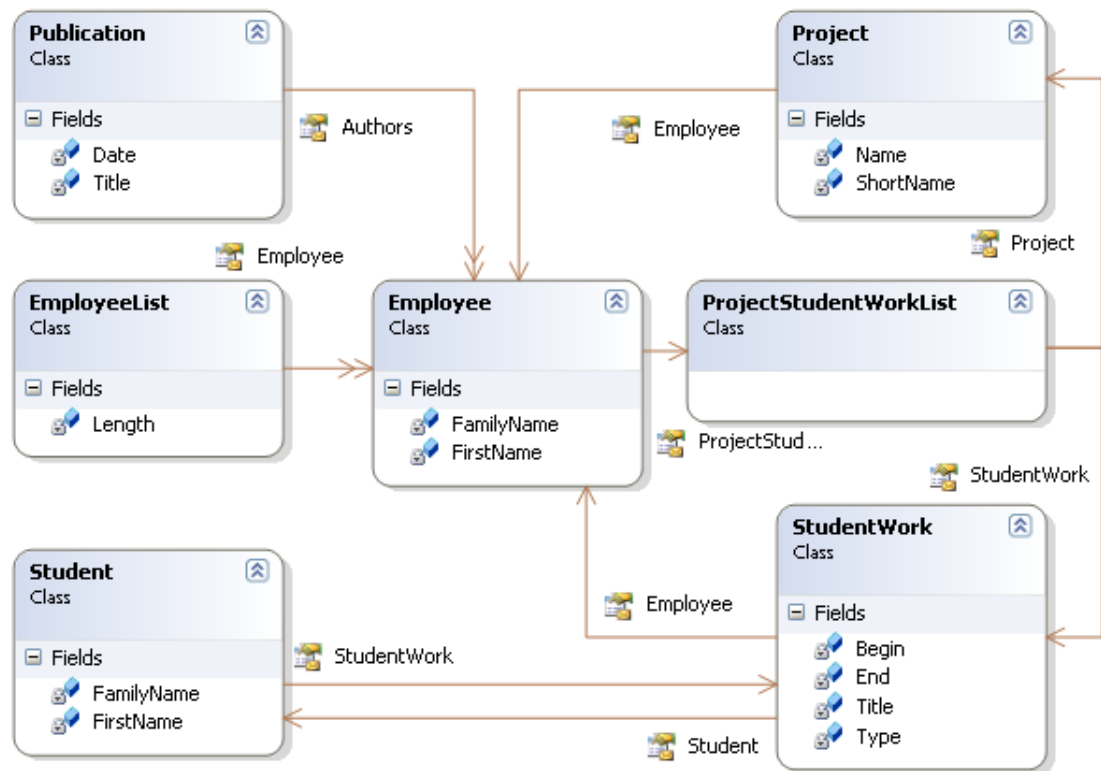 Publication
Class
Fields
Date
Title
Authors
Project
Class
Fields
Name
ShortName
Employee
Project
Employee
EmployeeList
Class
Fields
Length
Employee
Class
Fields
FamilyName
FirstName
ProjectStudentWorkList
Class
ProjectStud...
StudentWork
Student
Class
Fields
FamilyName
FirstName
StudentWork
Employee
Student
StudentWork
Class
Fields
Begin
End
Title
Type